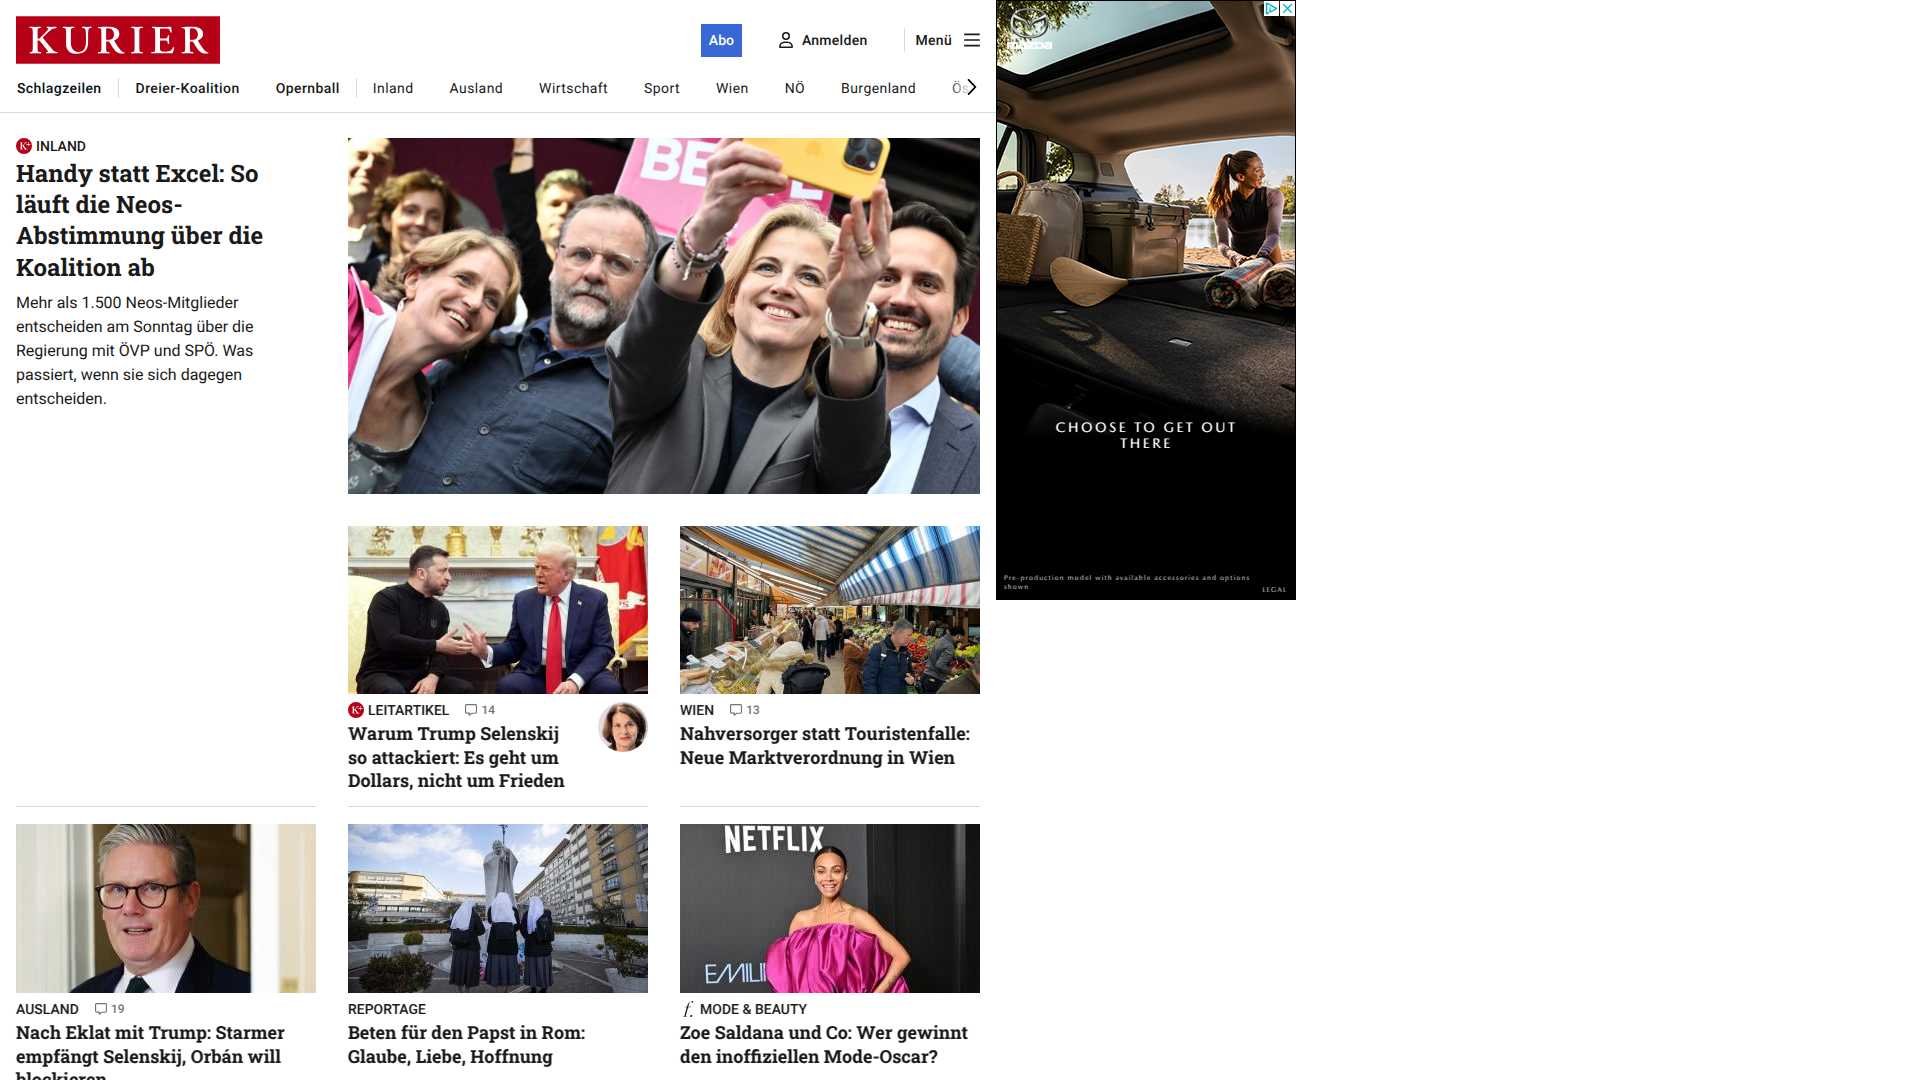 KURIER
Abo
Anmelden
Menü
Schlagzeilen
Dreier-Koalition
Opernball
Inland
Ausland
Wirtschaft
Sport
Wien
NÖ
Burgenland
K+ INLAND
Handy statt Excel: So
läuft die Neos-
Abstimmung über die
Koalition ab
Mehr als 1.500 Neos-Mitglieder
entscheiden am Sonntag über die
Regierung mit ÖVP und SPÖ. Was
passiert, wenn sie sich dagegen
entscheiden.
K+ LEITARTIKEL 14
Warum Trump Selenskij
so attackiert: Es geht um
Dollars, nicht um Frieden
WIEN 13
Nahversorger statt Touristenfalle:
Neue Marktverordnung in Wien
AUSLAND 19
Nach Eklat mit Trump: Starmer
empfängt Selenskij, Orbán will
blockieren
REPORTAGE
Beten für den Papst in Rom:
Glaube, Liebe, Hoffnung
NETFLIX
f. MODE & BEAUTY
Zoe Saldana und Co: Wer gewinnt
den inoffiziellen Mode-Oscar?
mazda
CHOOSE TO GET OUT
THERE
Pre-production model with available accessories and options
shown
LEGAL